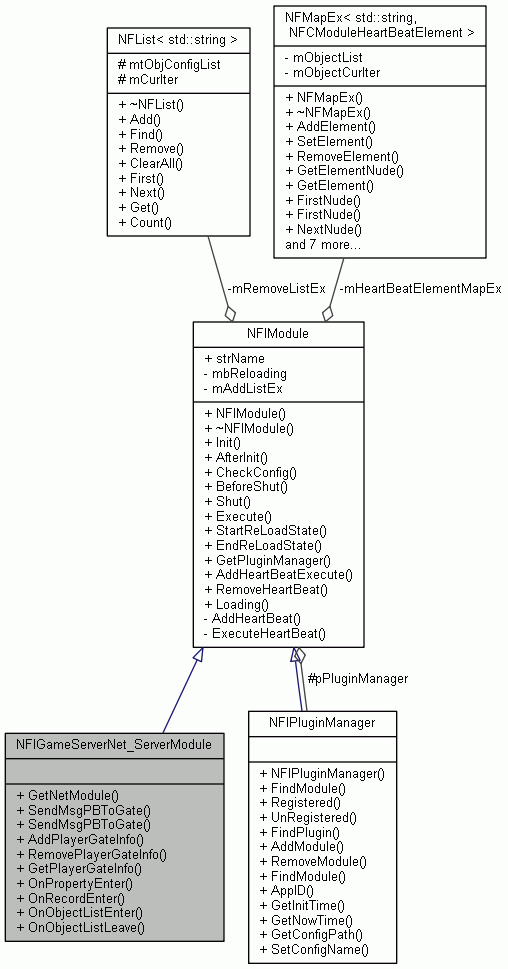 NFList< std::string >
# mtObjConfigList
# mCurIter
+ ~NFList()
+ Add()
+ Find()
+ Remove()
+ ClearAll()
+ First()
+ Next()
+ Get()
+ Count()
NFMapEx< std::string,
NFCModuleHeartBeatElement >
- mObjectList
- mObjectCurIter
+ NFMapEx()
+ ~NFMapEx()
+ AddElement()
+ SetElement()
+ RemoveElement()
+ GetElementNude()
+ GetElement()
+ FirstNude()
+ FirstNude()
+ NextNude()
and 7 more...
-mRemoveListEx
-mHeartBeatElementMapEx
NFIModule
+ strName
- mbReloading
- mAddListEx
+ NFIModule()
+ ~NFIModule()
+ Init()
+ AfterInit()
+ CheckConfig()
+ BeforeShut()
+ Shut()
+ Execute()
+ StartReLoadState()
+ EndReLoadState()
+ GetPluginManager()
+ AddHeartBeatExecute()
+ RemoveHeartBeat()
+ Loading()
- AddHeartBeat()
- ExecuteHeartBeat()
#pPluginManager
NFIGameServerNet_ServerModule
+ GetNetModule()
+ SendMsgPBToGate()
+ SendMsgPBToGate()
+ AddPlayerGateInfo()
+ RemovePlayerGateInfo()
+ GetPlayerGateInfo()
+ OnPropertyEnter()
+ OnRecordEnter()
+ OnObjectListEnter()
+ OnObjectListLeave()
NFIPluginManager
+ NFIPluginManager()
+ FindModule()
+ Registered()
+ UnRegistered()
+ FindPlugin()
+ AddModule()
+ RemoveModule()
+ FindModule()
+ AppID()
+ GetInitTime()
+ GetNowTime()
+ GetConfigPath()
+ SetConfigName()